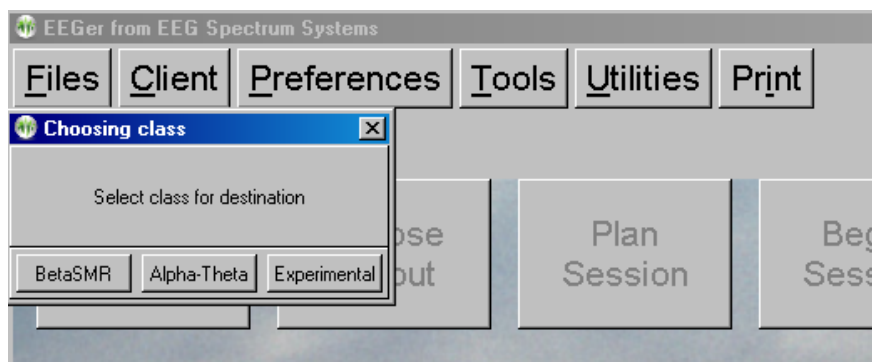 EEGer from EEG Spectrum Systems
Files Client Preferences Tools Utilities Print
Choosing class
Select class for destination
BetaSMR Alpha-Theta Experimental
Plan
Session